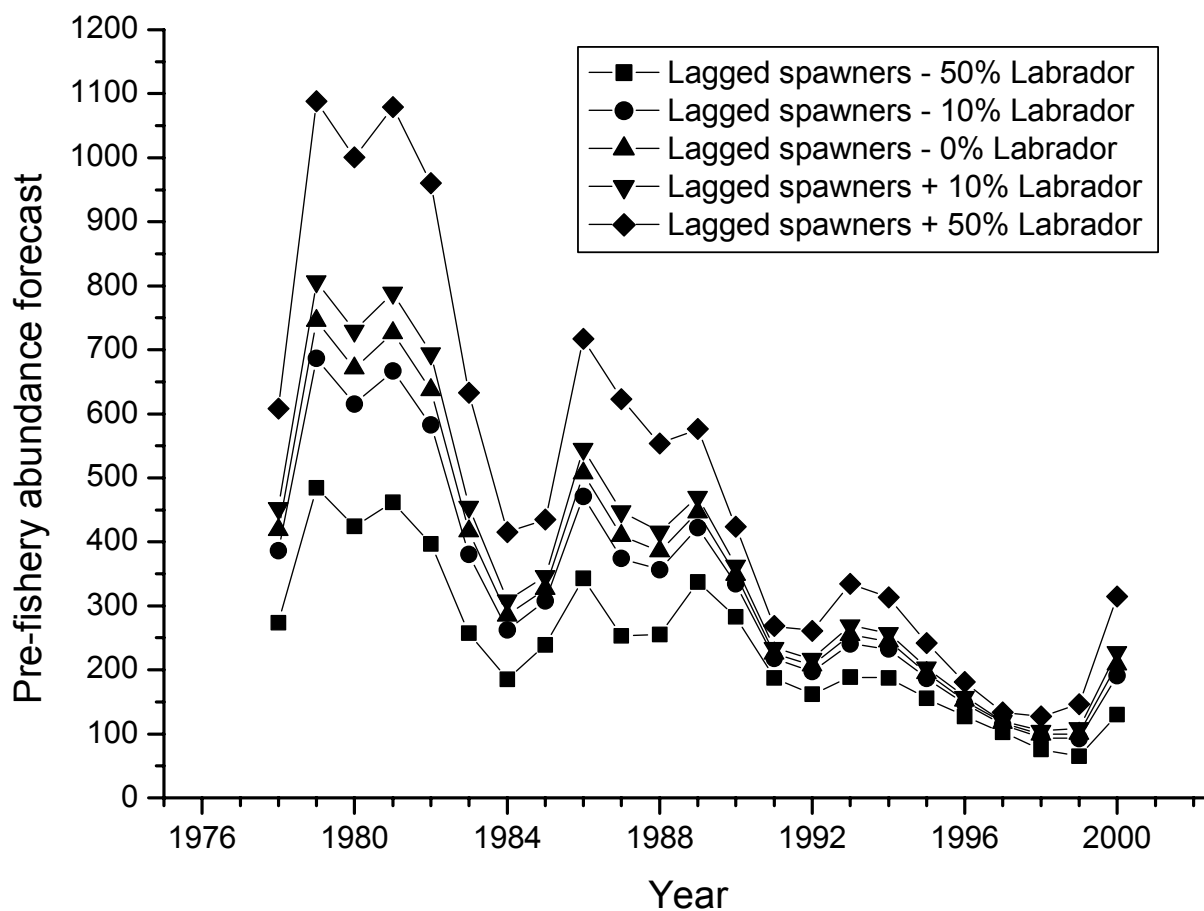 1200
1100
1000
900
800
700
600
500
400
300
200
100
0
Pre-fishery abundance forecast
Lagged spawners - 50% Labrador
Lagged spawners - 10% Labrador
Lagged spawners - 0% Labrador
Lagged spawners + 10% Labrador
Lagged spawners + 50% Labrador
1976 1980 1984 1988 1992 1996 2000
Year